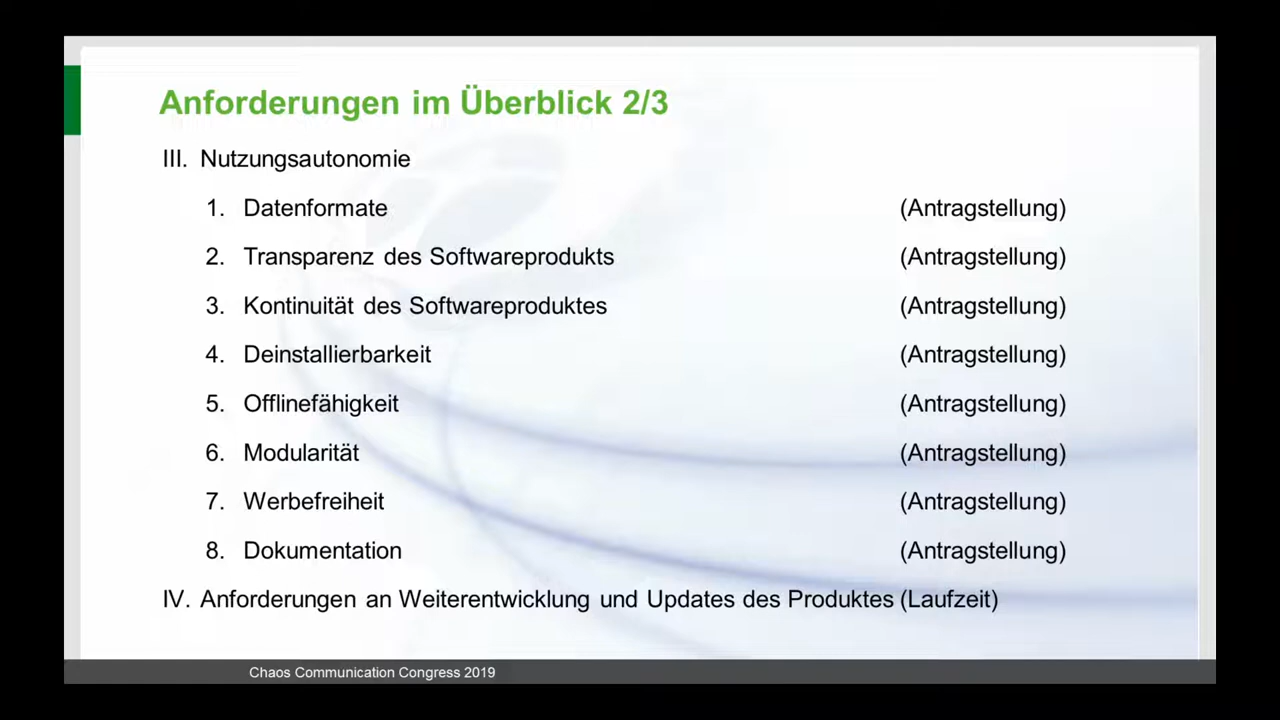 Anforderungen im Überblick 2/3
III. Nutzungsautonomie
1. Datenformate (Antragstellung)
2. Transparenz des Softwareprodukts (Antragstellung)
3. Kontinuität des Softwareproduktes (Antragstellung)
4. Deinstallierbarkeit (Antragstellung)
5. Offlinefähigkeit (Antragstellung)
6. Modularität (Antragstellung)
7. Werbefreiheit (Antragstellung)
8. Dokumentation (Antragstellung)
IV. Anforderungen an Weiterentwicklung und Updates des Produktes (Laufzeit)
Chaos Communication Congress 2019